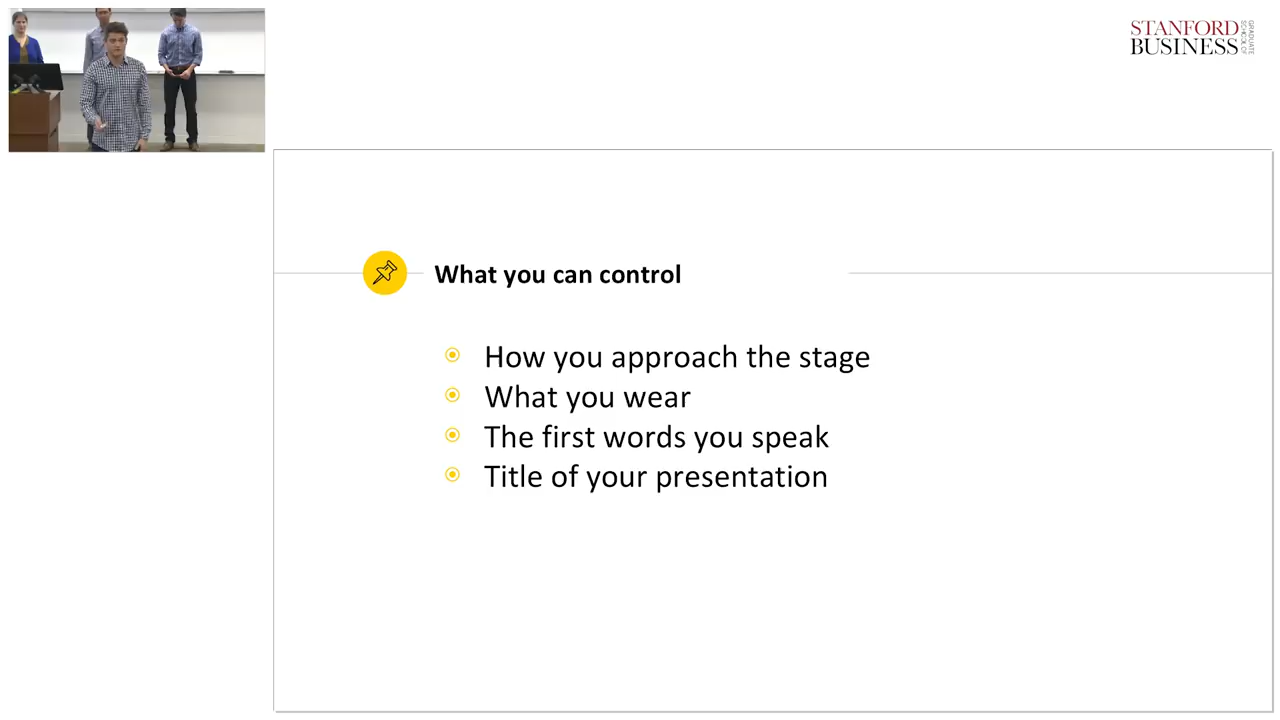 STANFORD
BUSINESS
GRADUATE
SCHOOL OF
What you can control
How you approach the stage
What you wear
The first words you speak
Title of your presentation